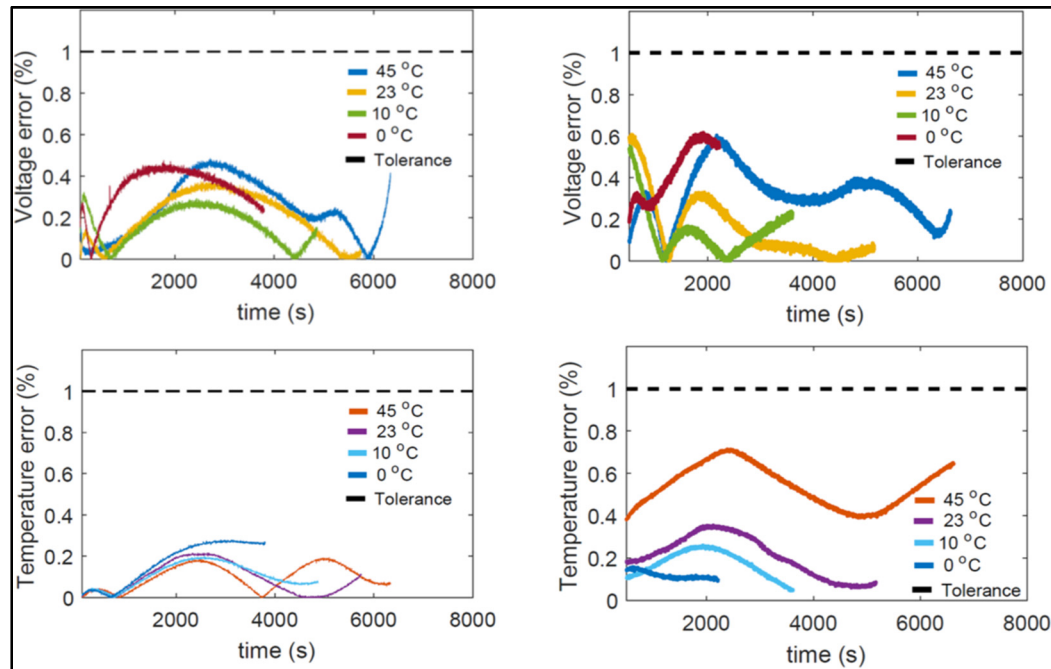 Voltage error (%)
1
0.8
0.6
0.4
0.2
0
45 °C
23 °C
10 °C
0 °C
Tolerance
2000 4000 6000 8000
time (s)
Voltage error (%)
1
0.8
0.6
0.4
0.2
0
45 °C
23 °C
10 °C
0 °C
Tolerance
2000 4000 6000 8000
time (s)
Temperature error (%)
1
0.8
0.6
0.4
0.2
0
45 °C
23 °C
10 °C
0 °C
Tolerance
2000 4000 6000 8000
time (s)
Temperature error (%)
1
0.8
0.6
0.4
0.2
0
45 °C
23 °C
10 °C
0 °C
Tolerance
2000 4000 6000 8000
time (s)